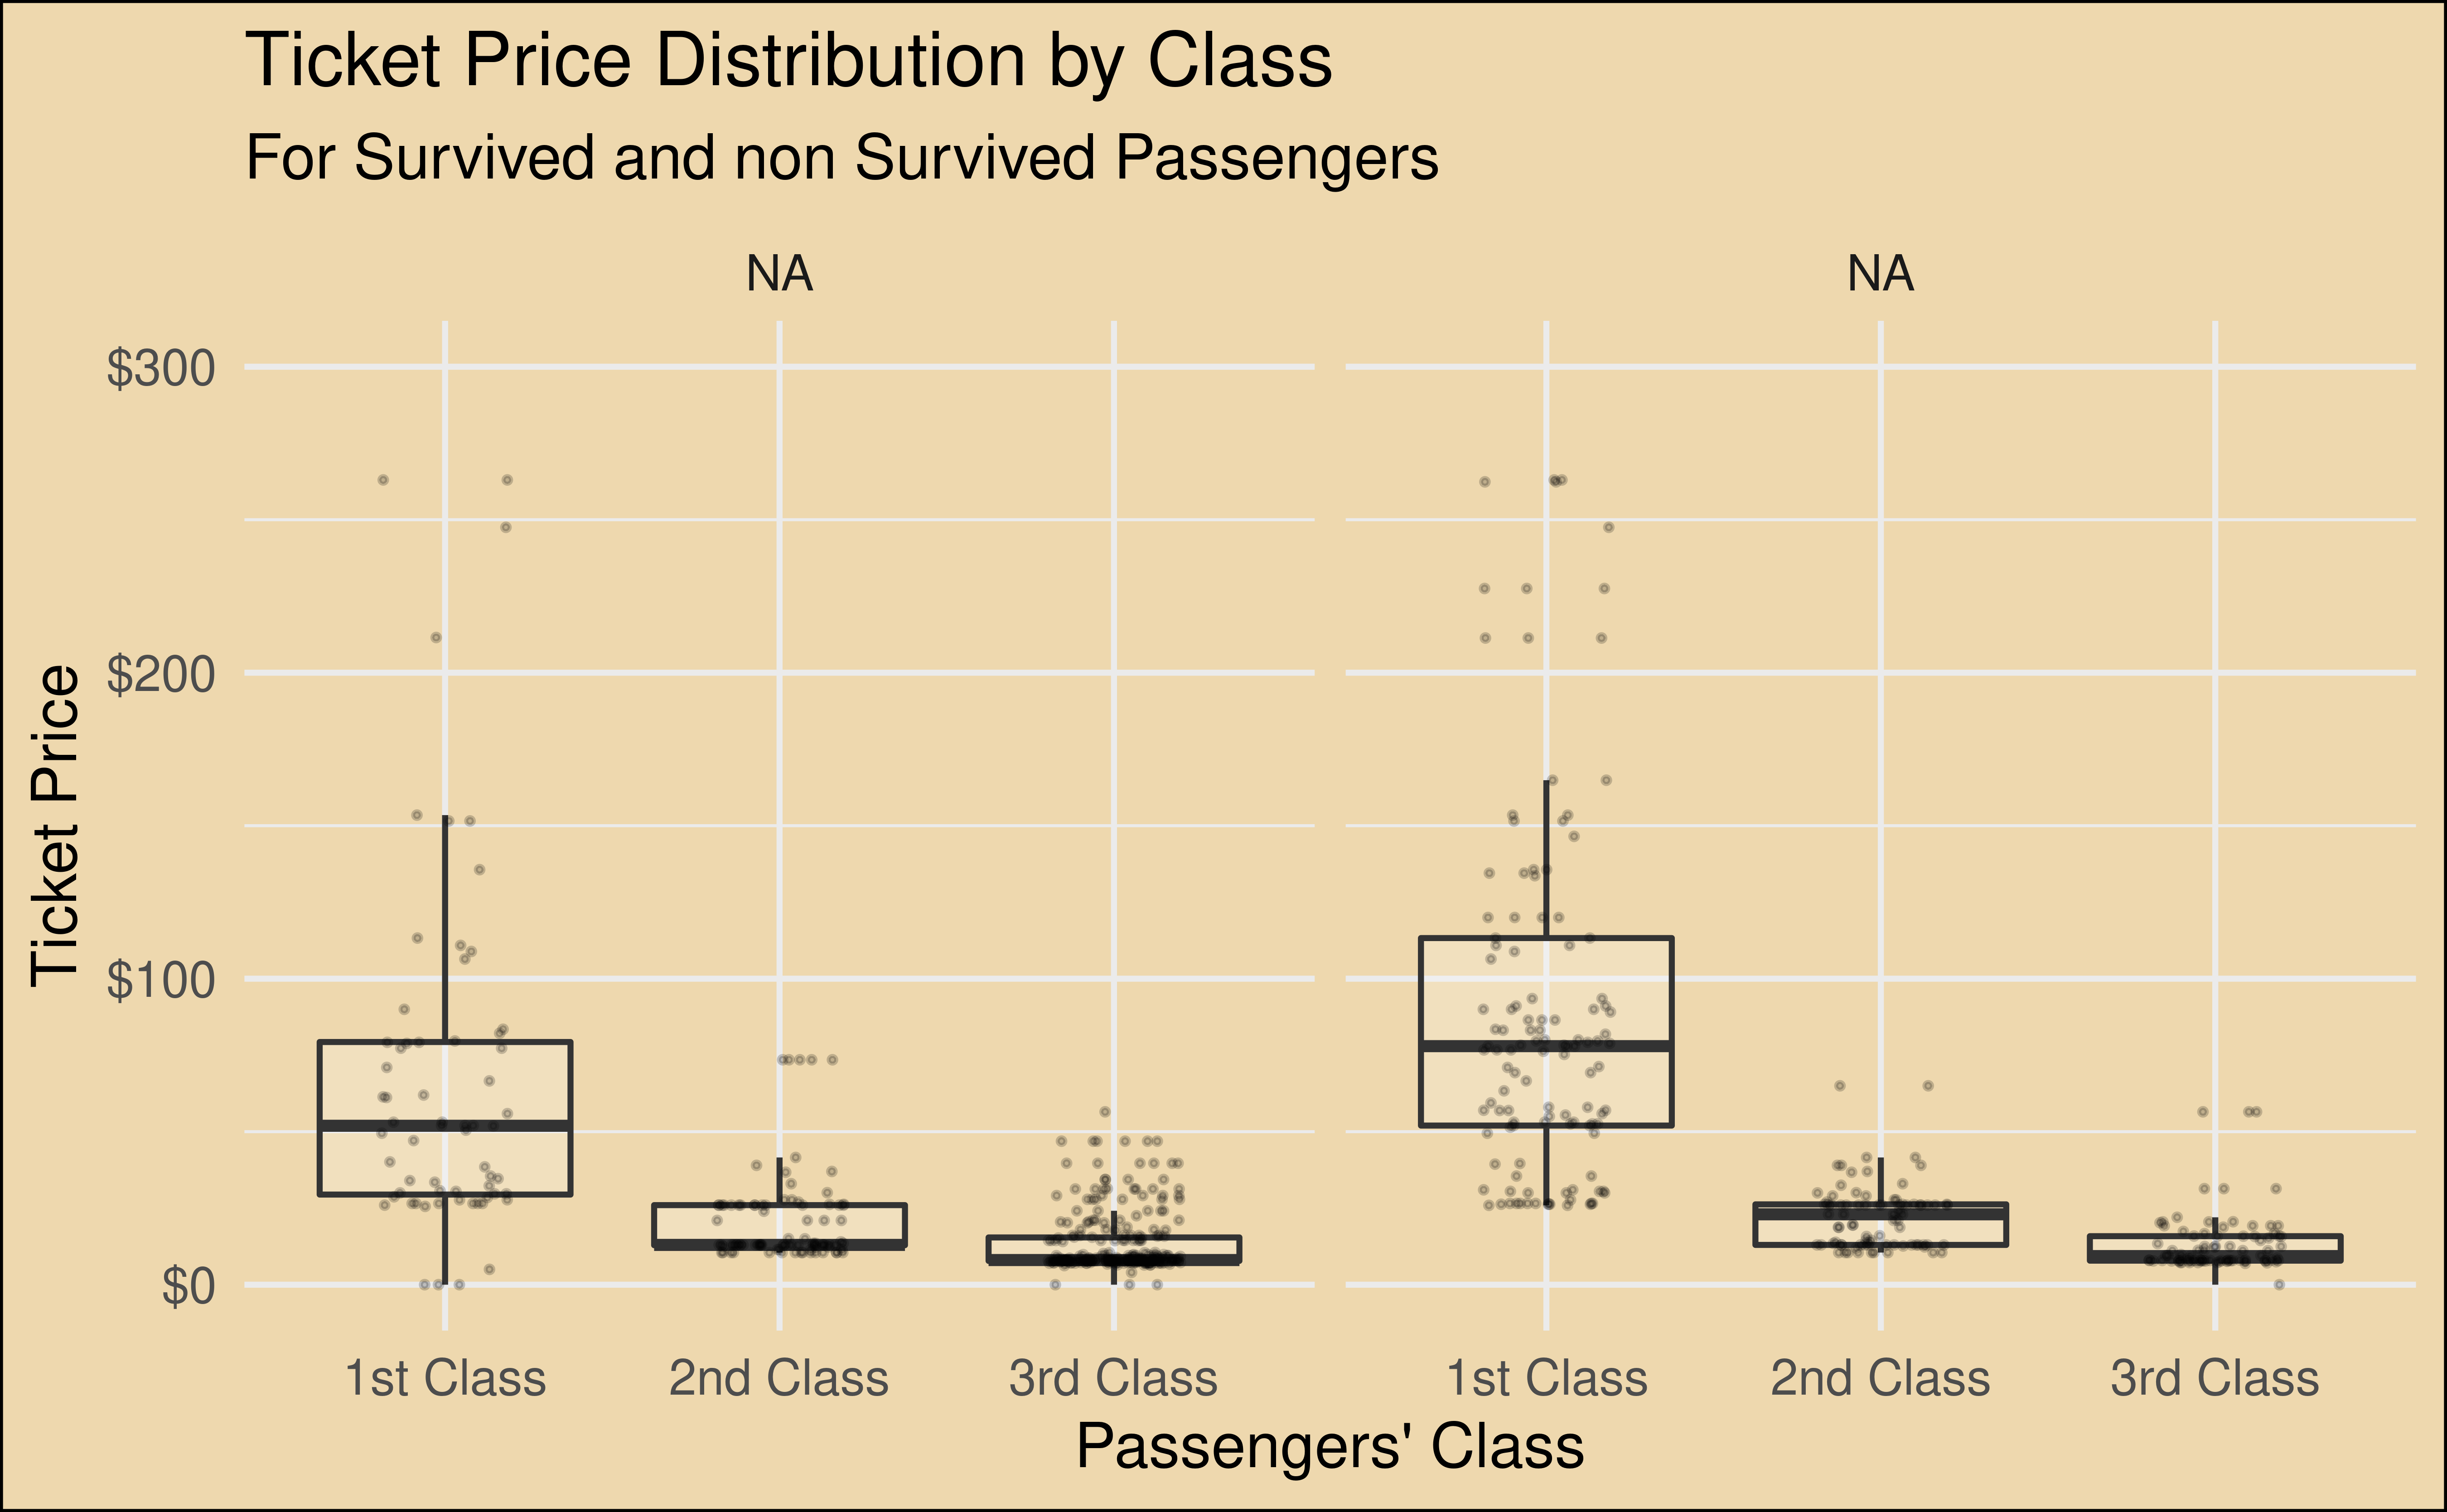 Ticket Price Distribution by Class
For Survived and non Survived Passengers
NA
NA
Ticket Price
$300
$200
$100
$0
1st Class
2nd Class
3rd Class
1st Class
2nd Class
3rd Class
Passengers' Class